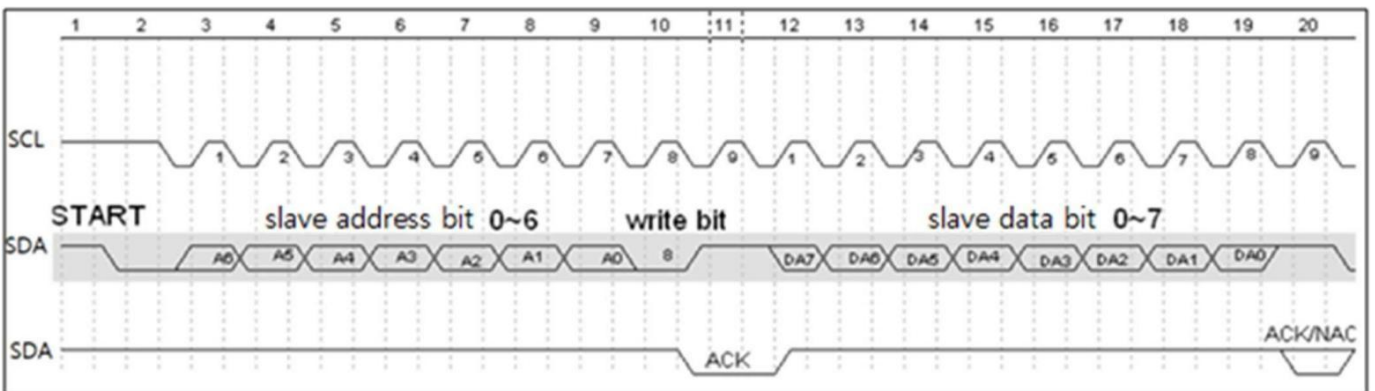 1 2 3 4 5 6 7 8 9 10 11 12 13 14 15 16 17 18 19 20
SCL 1 2 3 4 5 6 7 8 9 1 2 3 4 5 6 7 8 9
START slave address bit 0~6 write bit slave data bit 0~7
SDA A6 A5 A4 A3 A2 A1 A0 8 DA7 DA6 DA5 DA4 DA3 DA2 DA1 DA0
ACK/NAC
SDA ACK